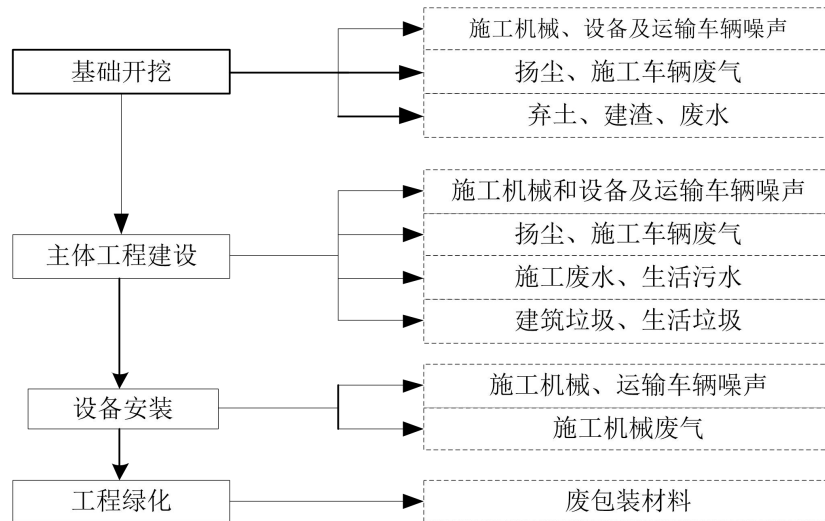 施工机械、设备及运输车辆噪声
基础开挖
扬尘、施工车辆废气
弃土、建渣、废水
施工机械和设备及运输车辆噪声
扬尘、施工车辆废气
主体工程建设
施工废水、生活污水
建筑垃圾、生活垃圾
施工机械、运输车辆噪声
设备安装
施工机械废气
工程绿化
废包装材料